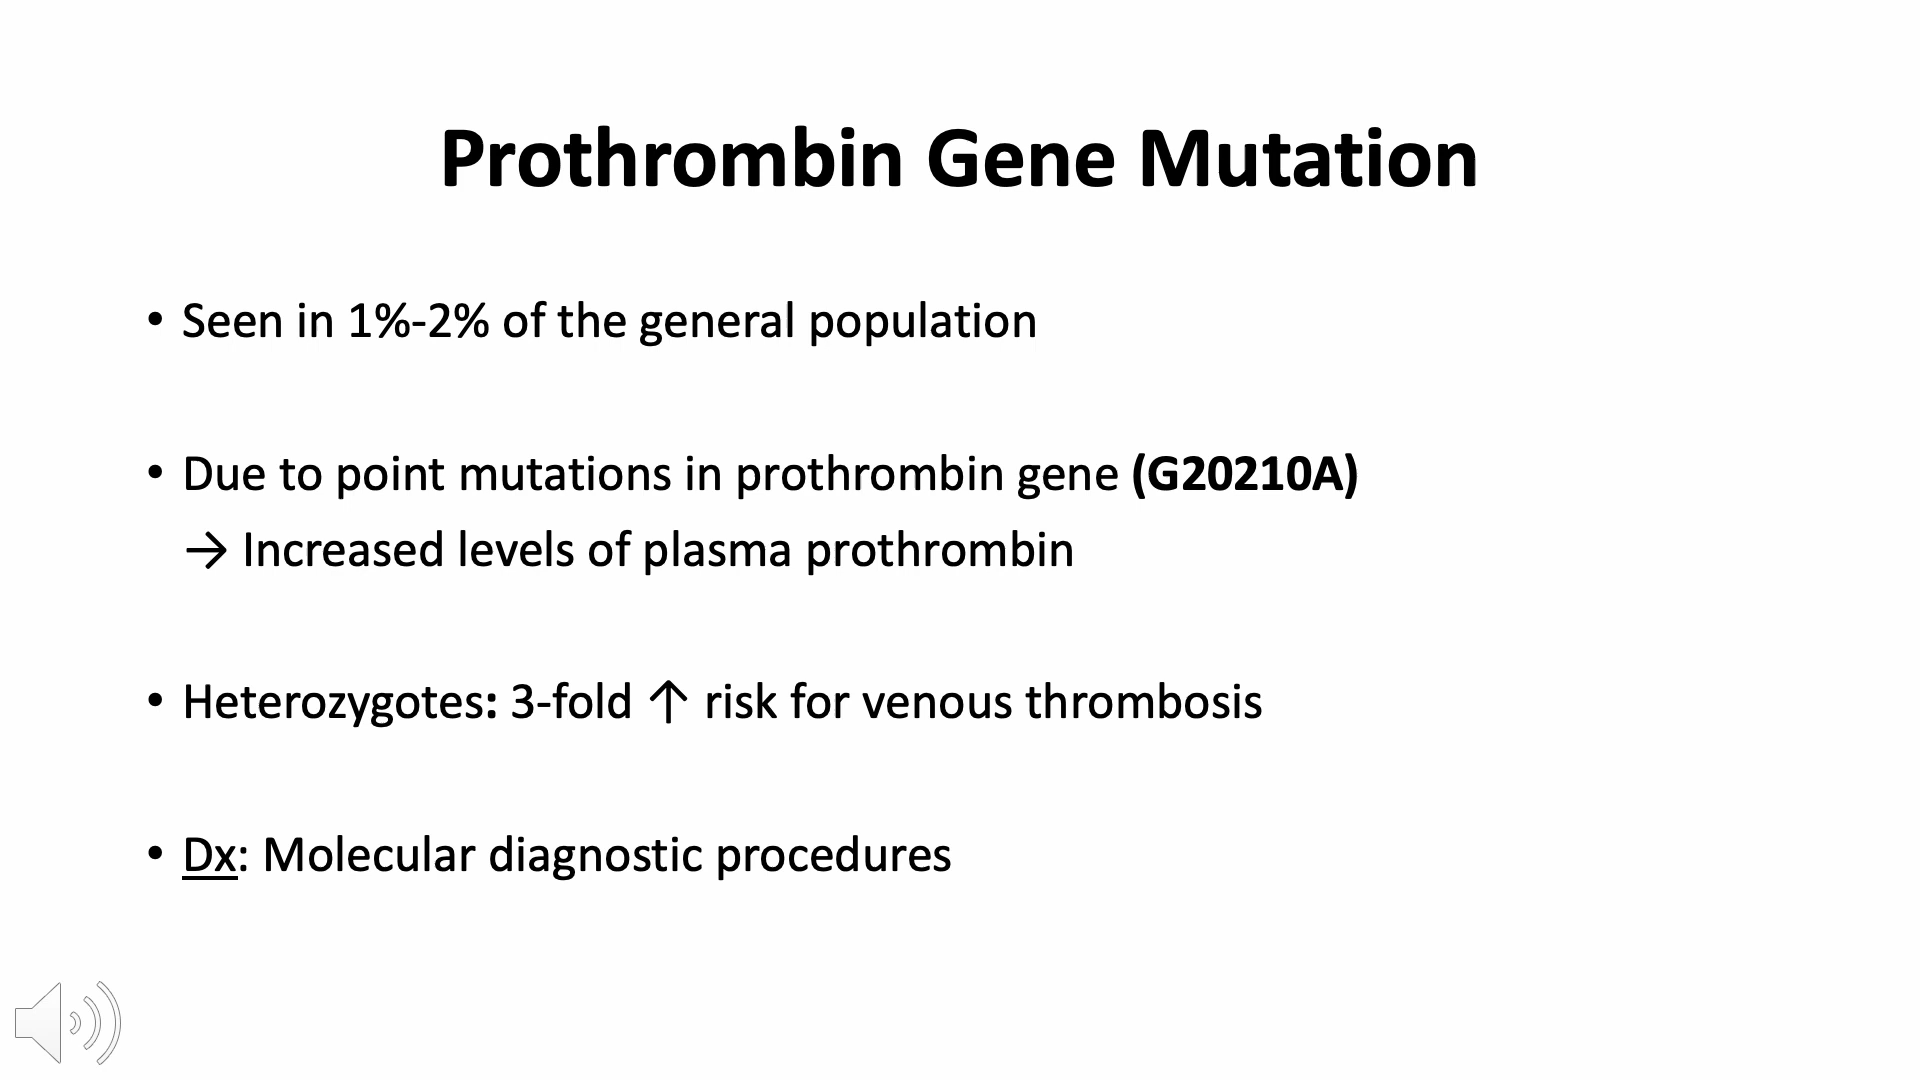 Prothrombin Gene Mutation
• Seen in 1%-2% of the general population
• Due to point mutations in prothrombin gene (G20210A)
→ Increased levels of plasma prothrombin
• Heterozygotes: 3-fold ↑ risk for venous thrombosis
• Dx: Molecular diagnostic procedures